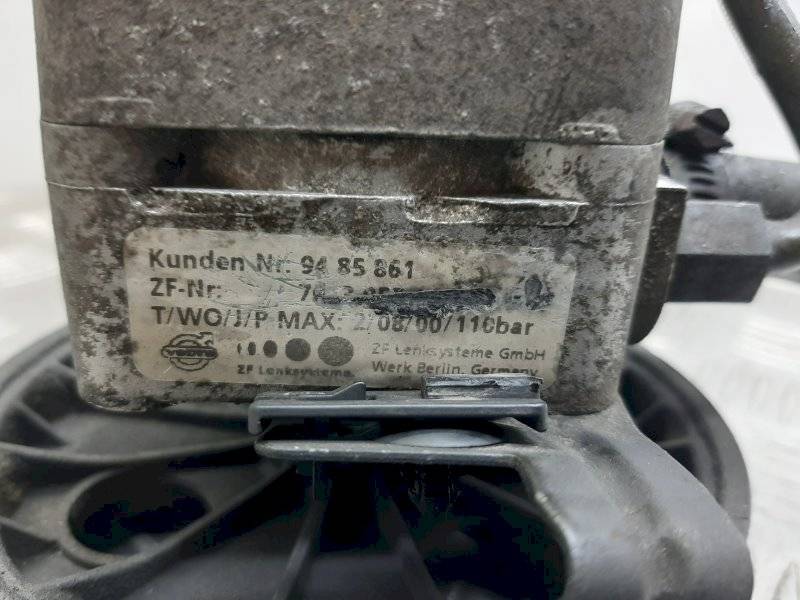 Kunden Nr. 94 85 861
ZF-Nr:
T/WO/J/P MAX: 2/08/00/110bar
VOLVO ZF Lenksysteme GmbH
ZF Lenksysteme Werk Berlin, Germany